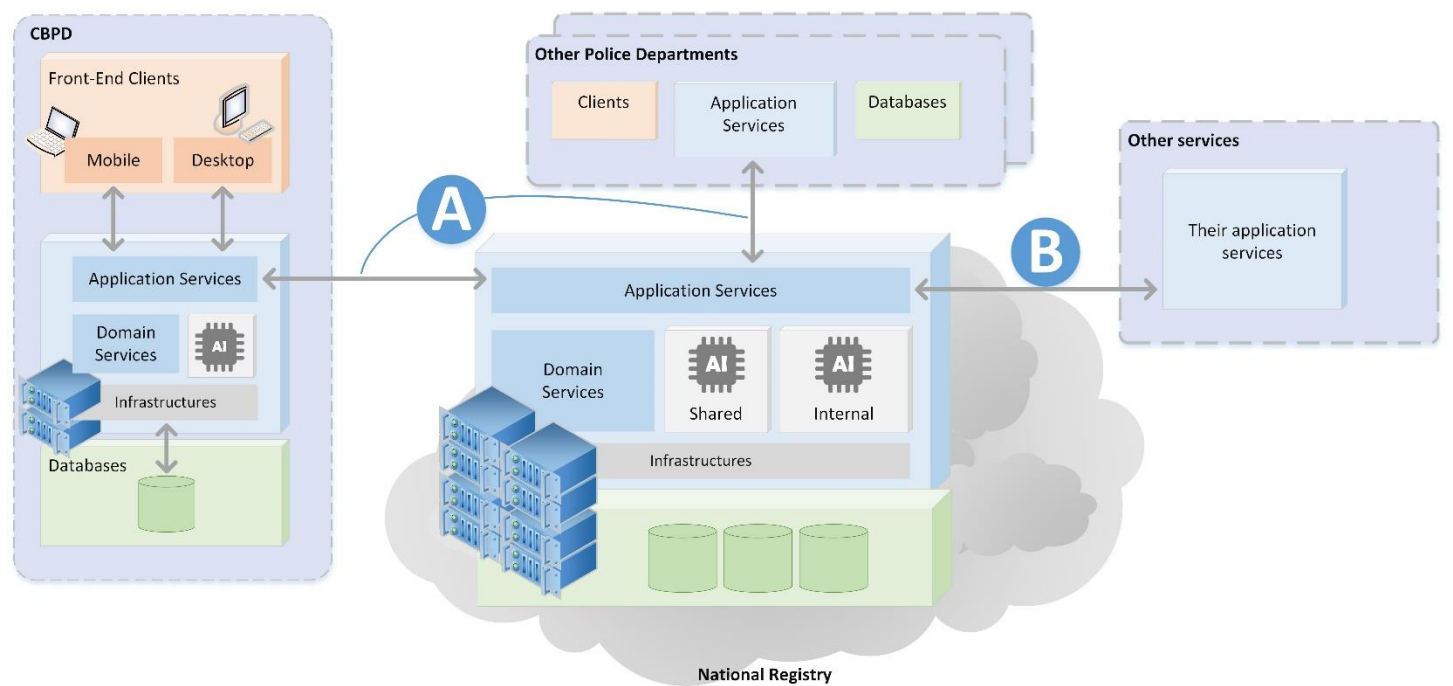 CBPD
Front-End Clients
Mobile
Desktop
Application Services
Domain
Services
AI
Infrastructures
Databases
A
Other Police Departments
Clients
Application
Services
Databases
B
Other services
Their application
services
Application Services
Domain
Services
AI
Shared
AI
Internal
Infrastructures
National Registry